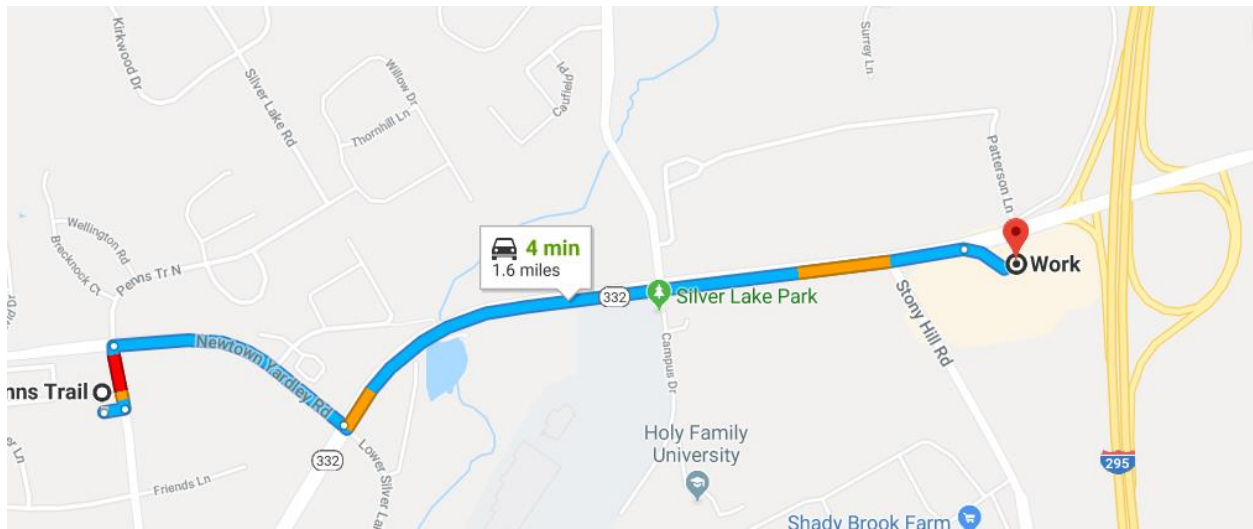 Kirkwood Dr
Silver Lake Rd
Willow Dr
Thornhill Ln
Caufield Pl
Surrey Ln
Patterson Ln
Wellington Rd
Brecknock Ct
Penns Tr N
4 min
1.6 miles
332
Silver Lake Park
Work
Stony Hill Rd
Newtown Yardley Rd
nns Trail
Campus Dr
Holy Family
University
332
Lower Silver La
Friends Ln
295
Shady Brook Farm